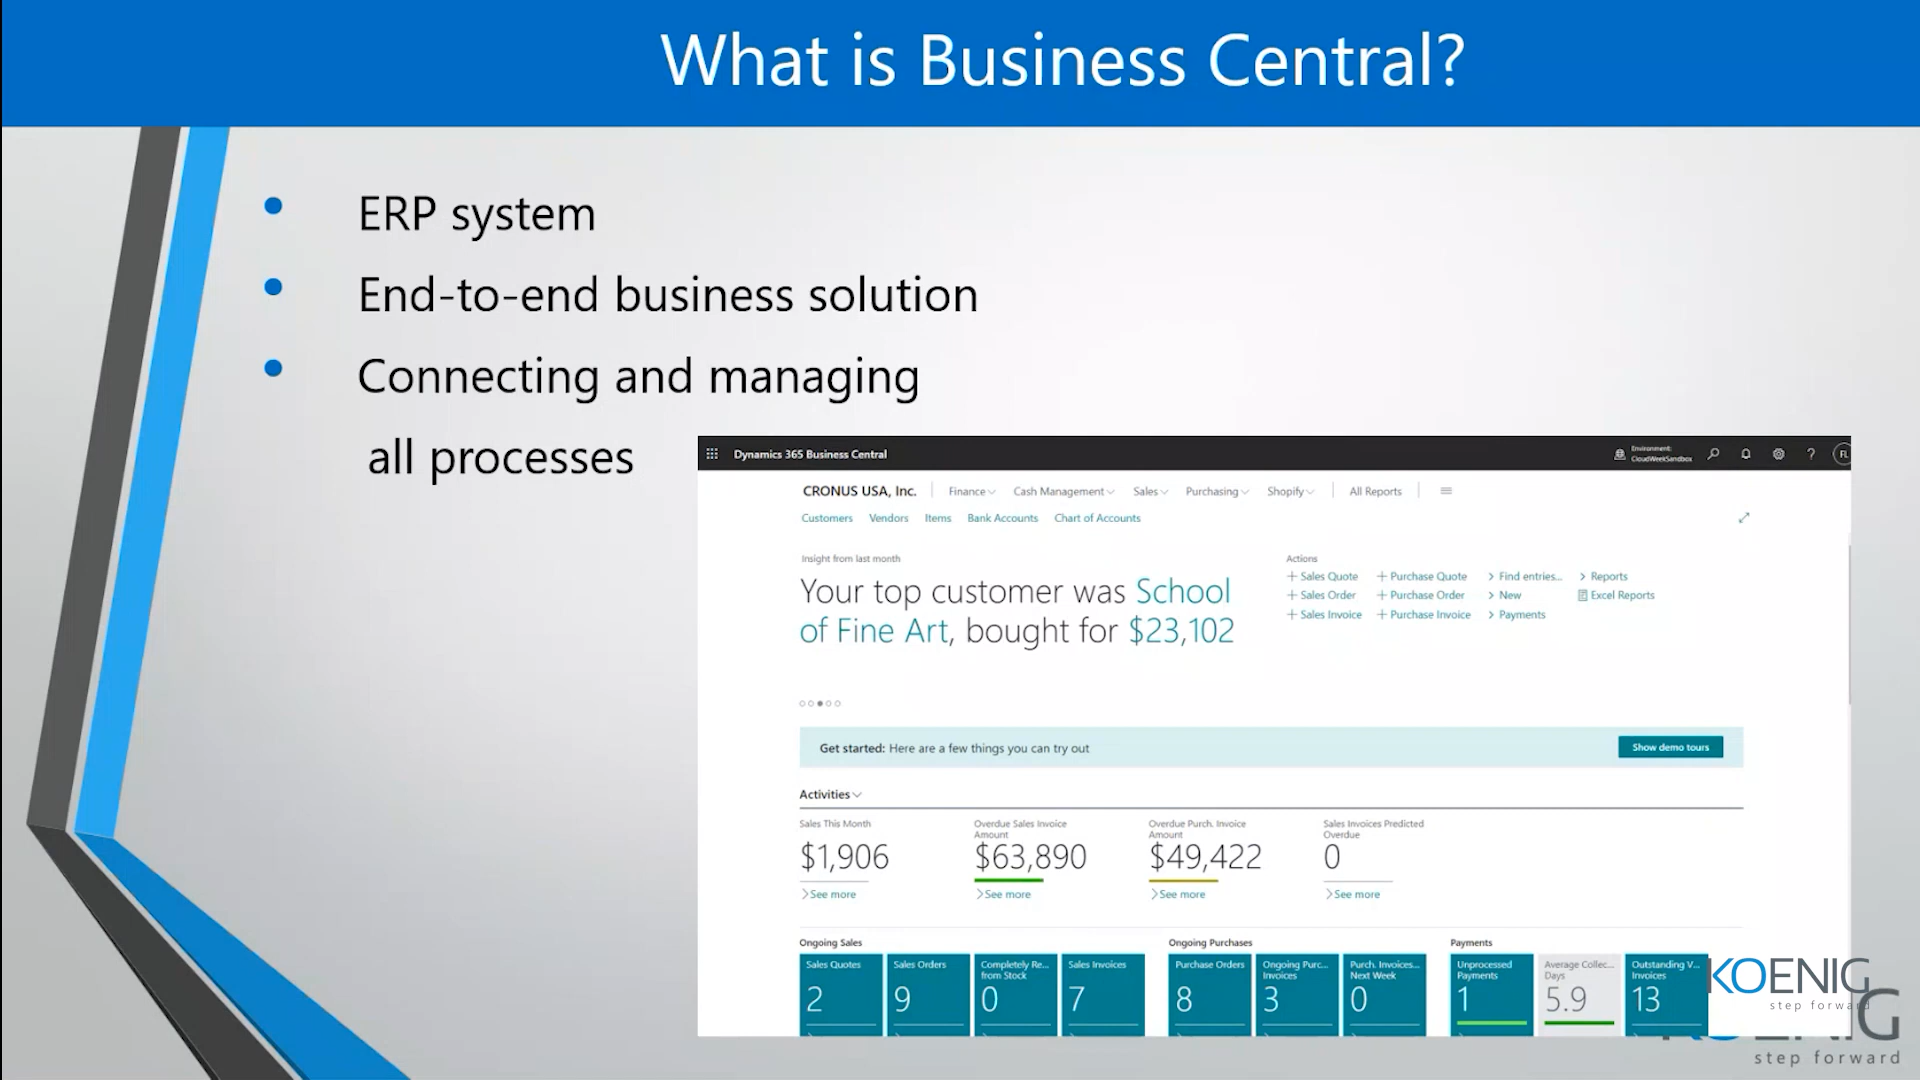 What is Business Central?
ERP system
End-to-end business solution
Connecting and managing
all processes
Dynamics 365 Business Central
Environment:
CloudWeekSandbox
?
FL
CRONUS USA, Inc.
Finance
Cash Management
Sales
Purchasing
Shopify
All Reports
Customers
Vendors
Items
Bank Accounts
Chart of Accounts
Insight from last month
Your top customer was School
of Fine Art, bought for $23,102
Actions
+ Sales Quote
+ Purchase Quote
> Find entries...
> Reports
+ Sales Order
+ Purchase Order
> New
Excel Reports
+ Sales Invoice
+ Purchase Invoice
> Payments
Get started: Here are a few things you can try out
Show demo tours
Activities
Sales This Month
$1,906
>See more
Overdue Sales Invoice
Amount
$63,890
>See more
Overdue Purch. Invoice
Amount
$49,422
>See more
Sales Invoices Predicted
Overdue
0
>See more
Ongoing Sales
Sales Quotes
2
Sales Orders
9
Completely Re...
from Stock
0
Sales Invoices
7
Ongoing Purchases
Purchase Orders
8
Ongoing Purc...
Invoices
3
Purch. Invoices...
Next Week
0
Payments
Unprocessed
Payments
1
Average Collec...
Days
5.9
Outstanding V...
Invoices
13
KOENIG
step forward
step forward